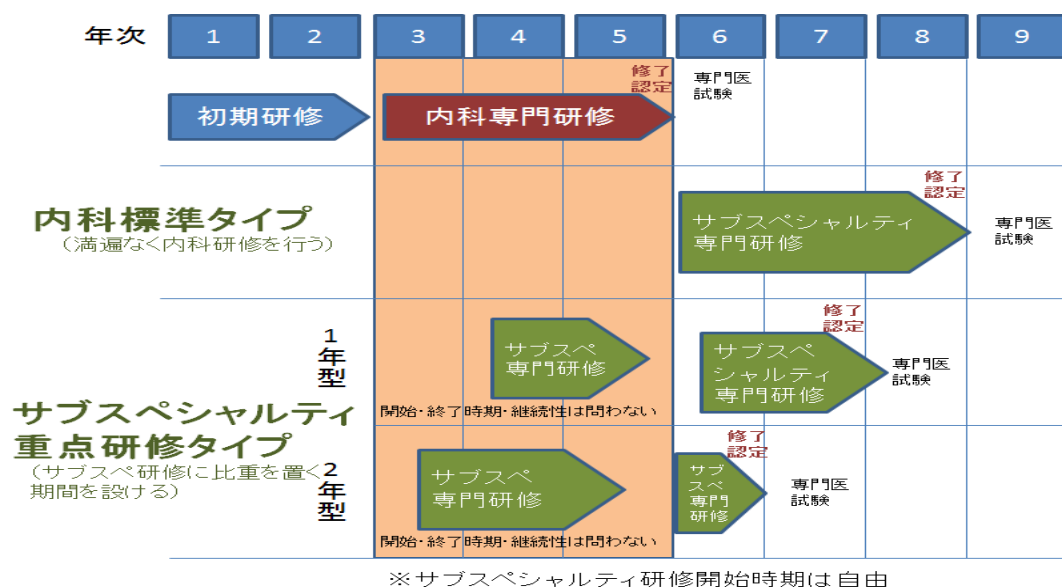 年次 1 2 3 4 5 6 7 8 9
初期研修
内科専門研修
修了
認定
専門医
試験
内科標準タイプ
(満遍なく内科研修を行う)
サブスペシャルティ
専門研修
修了
認定
専門医
試験
サブスペシャルティ
重点研修タイプ
(サブスペ研修に比重を置く
期間を設ける)
1
年
型
サブスペ
専門研修
開始・終了時期・継続性は問わない
サブスペ
シャルティ
専門研修
修了
認定
専門医
試験
2
年
型
サブスペ
専門研修
開始・終了時期・継続性は問わない
サブ
スペ
専門
研修
修了
認定
専門医
試験
※サブスペシャルティ研修開始時期は自由